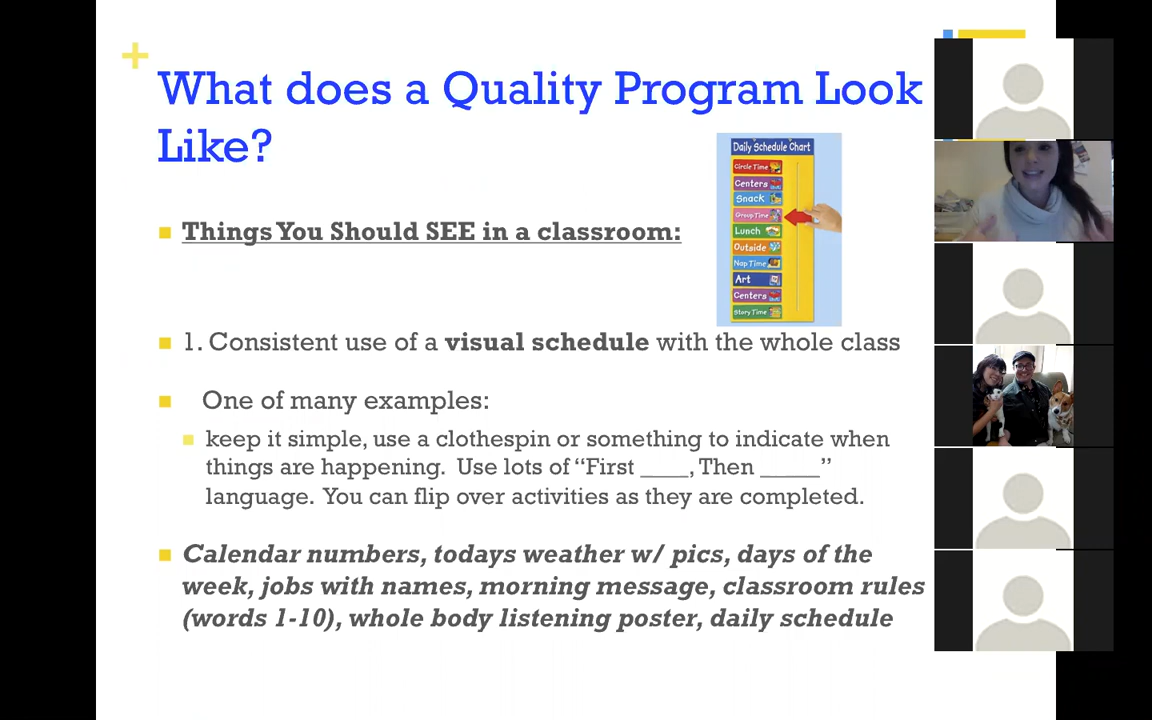 +
What does a Quality Program Look
Like?
Things You Should SEE in a classroom:
Daily Schedule Chart
Circle Time
Centers
Snack
Group Time
Lunch
Outside
Nap Time
Art
Centers
Story Time
1. Consistent use of a visual schedule with the whole class
One of many examples:
keep it simple, use a clothespin or something to indicate when
things are happening. Use lots of “First ____, Then _____”
language. You can flip over activities as they are completed.
Calendar numbers, todays weather w/ pics, days of the
week, jobs with names, morning message, classroom rules
(words 1-10), whole body listening poster, daily schedule